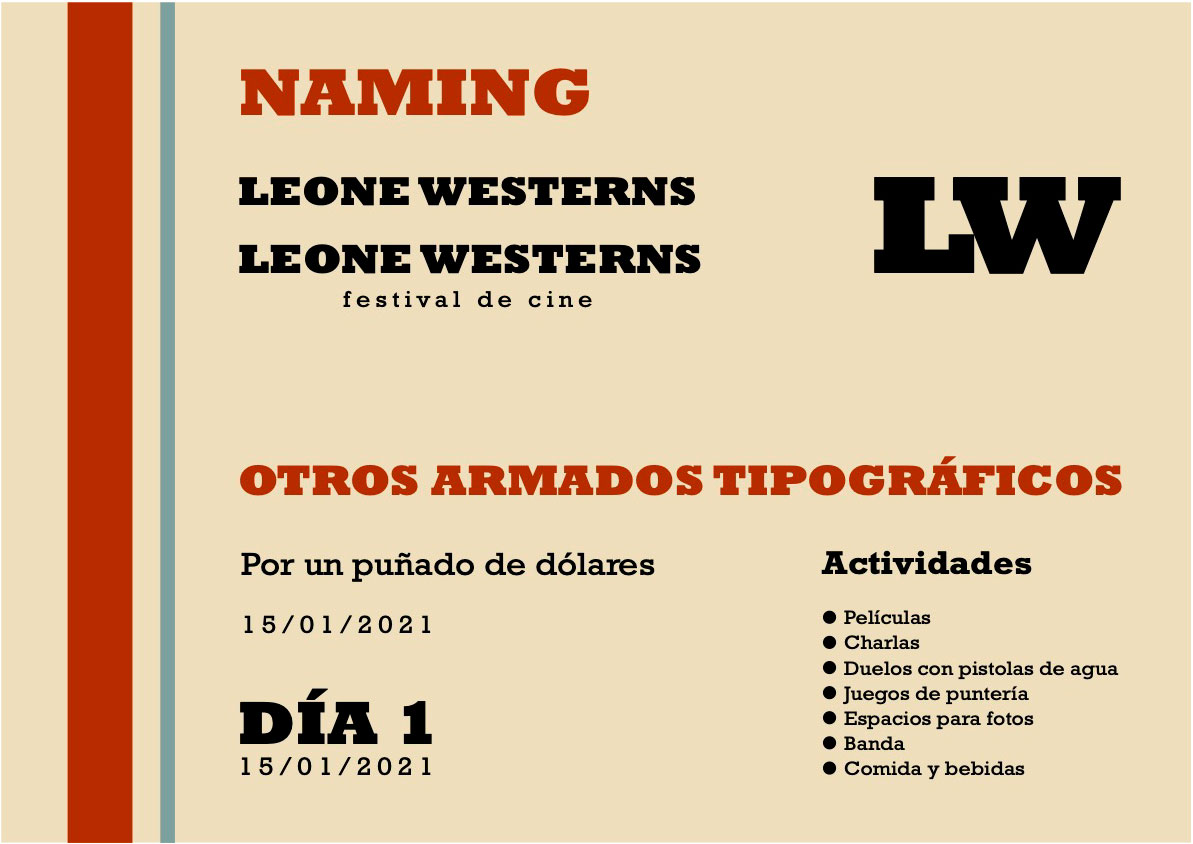 NAMING
LEONE WESTERNS
LEONE WESTERNS
festival de cine
LW
OTROS ARMADOS TIPOGRÁFICOS
Por un puñado de dólares
15/01/2021
DÍA 1
15/01/2021
Actividades
● Películas
● Charlas
● Duelos con pistolas de agua
● Juegos de puntería
● Espacios para fotos
● Banda
● Comida y bebidas